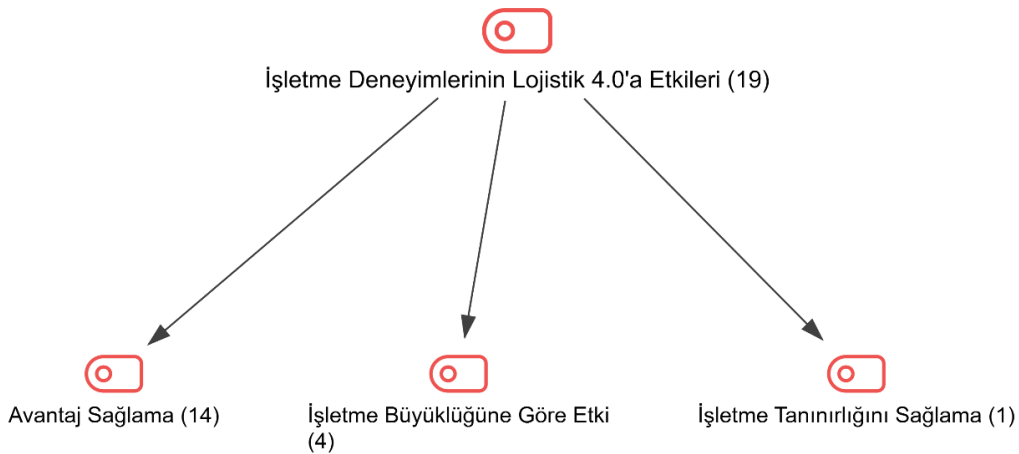 İşletme Deneyimlerinin Lojistik 4.0'a Etkileri (19)
Avantaj Sağlama (14)
İşletme Büyüklüğüne Göre Etki
(4)
İşletme Tanınırlığını Sağlama (1)